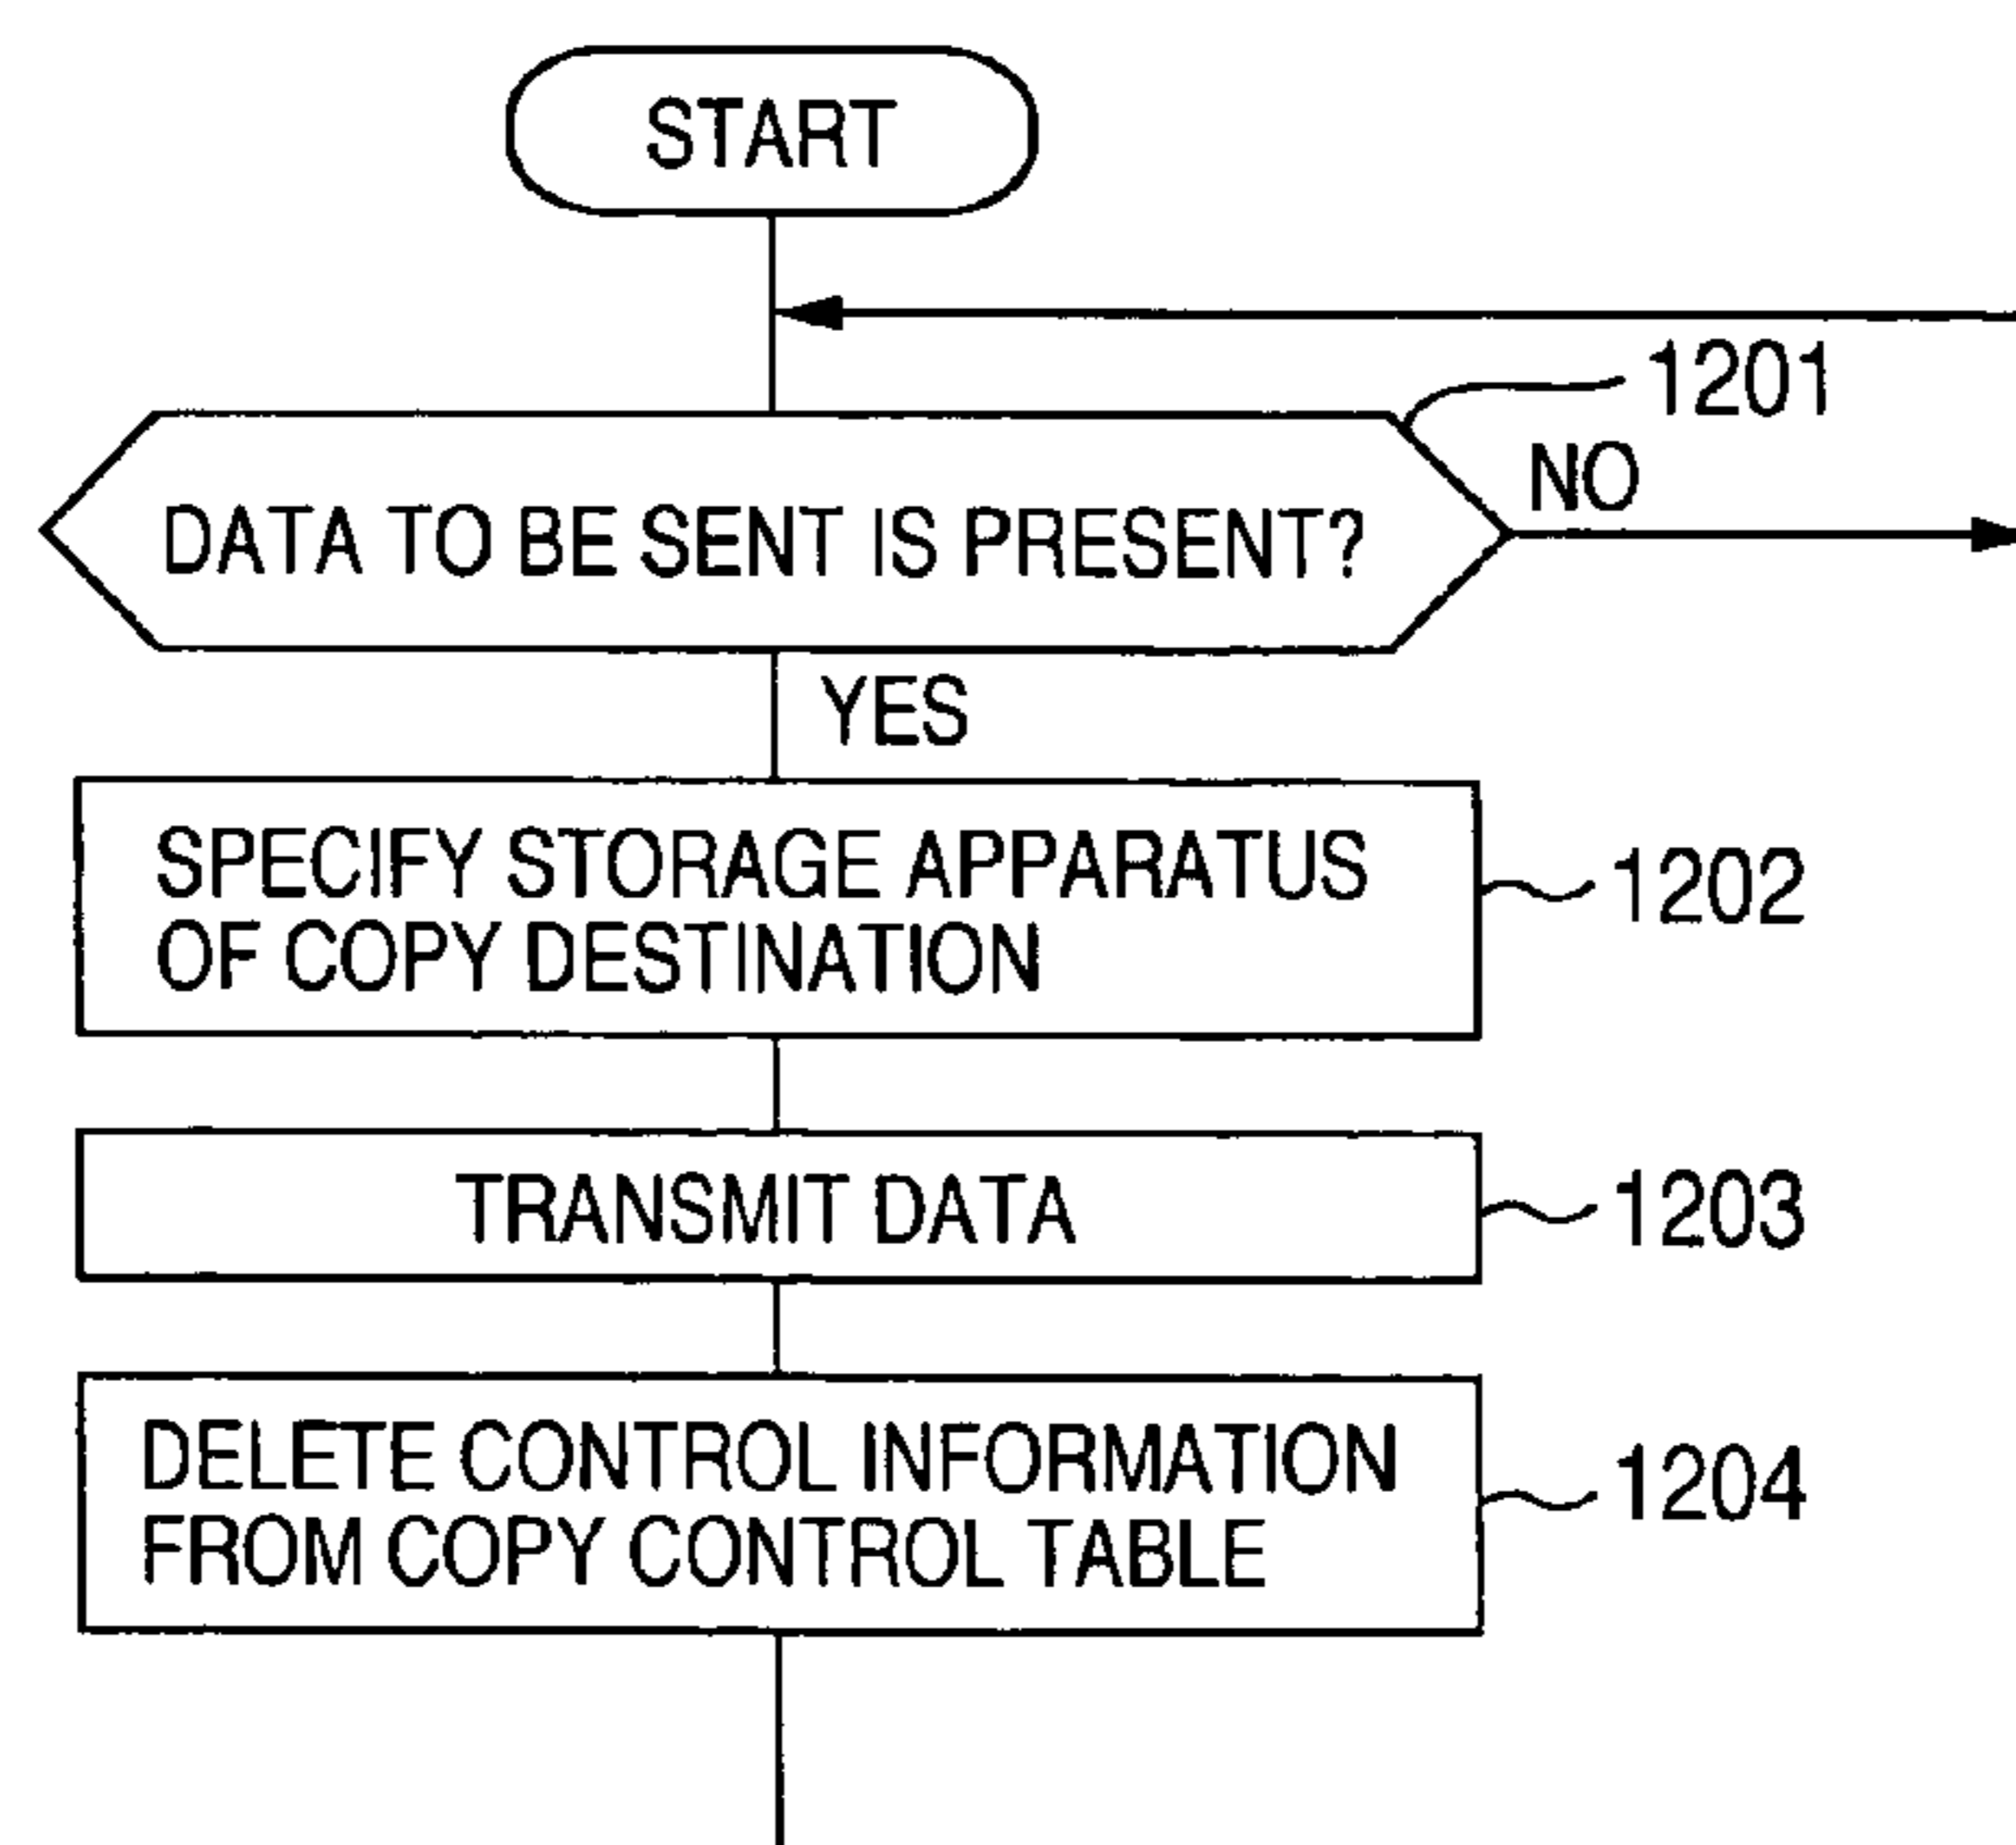 START
1201
NO
DATA TO BE SENT IS PRESENT?
YES
SPECIFY STORAGE APPARATUS
OF COPY DESTINATION
1202
TRANSMIT DATA
1203
DELETE CONTROL INFORMATION
FROM COPY CONTROL TABLE
1204